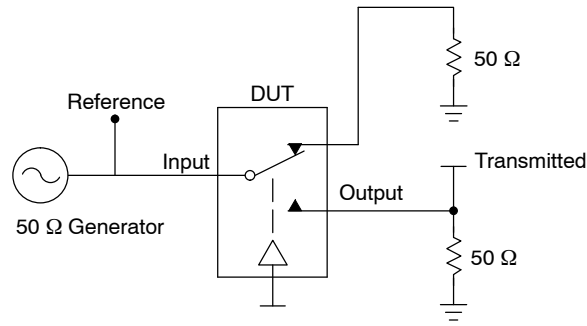 50 Ω
DUT
Reference
Transmitted
Input
Output
50 Ω Generator
50 Ω